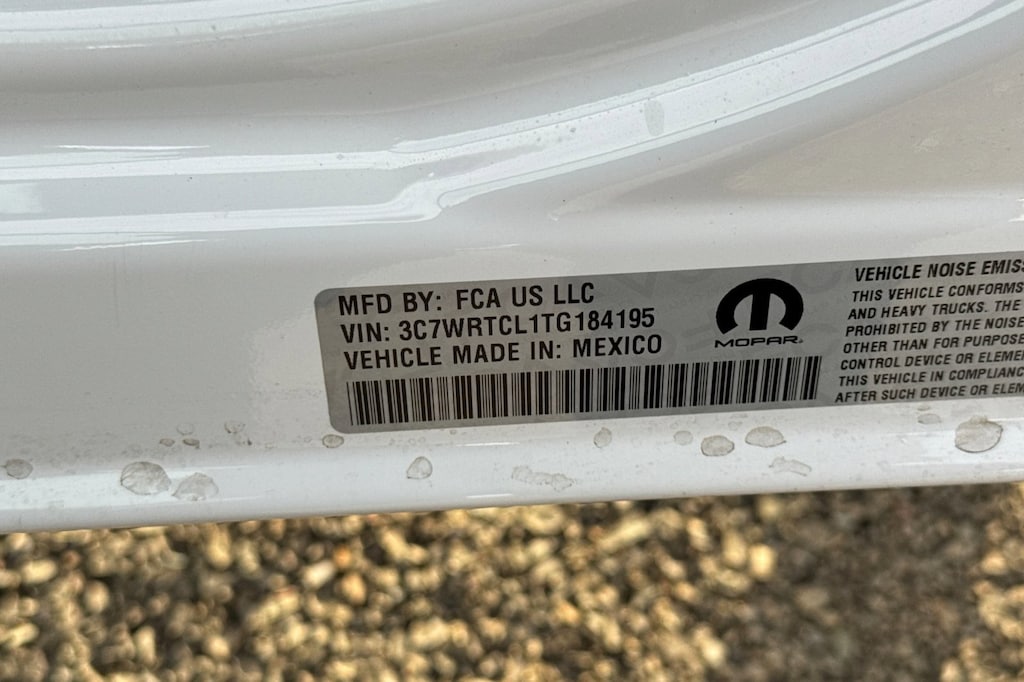 MFD BY: FCA US LLC
VIN: 3C7WRTCL1TG184195
VEHICLE MADE IN: MEXICO
MOPAR
VEHICLE NOISE EMISS
THIS VEHICLE CONFORMS
AND HEAVY TRUCKS. THE
PROHIBITED BY THE NOISE
OTHER THAN FOR PURPOSE
CONTROL DEVICE OR ELEME
THIS VEHICLE IN COMPLIANC
AFTER SUCH DEVICE OR ELEM